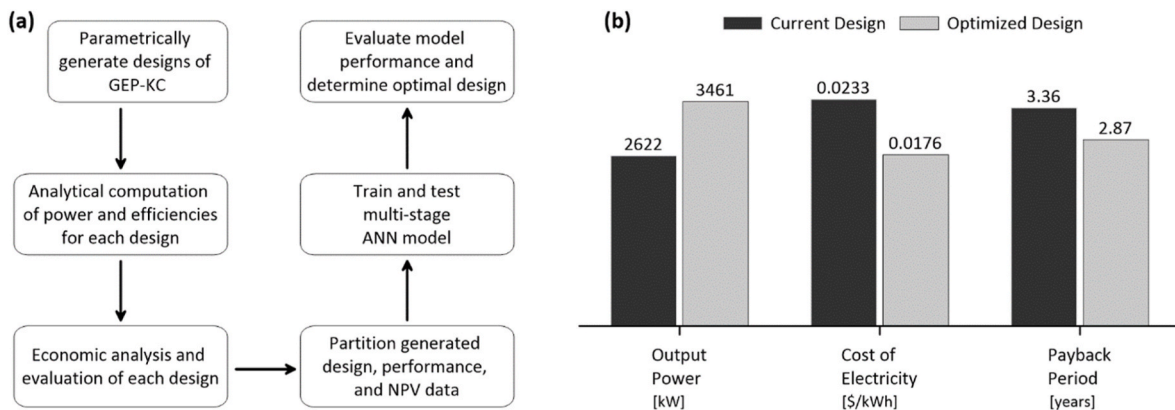 (a)
Parametrically
generate designs of
GEP-KC
Analytical computation
of power and efficiencies
for each design
Economic analysis and
evaluation of each design
Partition generated
design, performance,
and NPV data
Train and test
multi-stage
ANN model
Evaluate model
performance and
determine optimal design
(b)
Current Design
Optimized Design
2622
3461
0.0233
0.0176
3.36
2.87
Output
Power
[kW]
Cost of
Electricity
[$/kWh]
Payback
Period
[years]